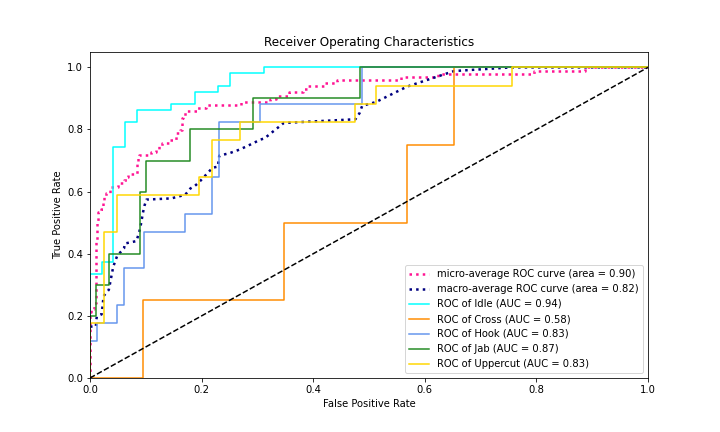 Receiver Operating Characteristics
True Positive Rate
1.0
0.8
0.6
0.4
0.2
0.0
micro-average ROC curve (area = 0.90)
macro-average ROC curve (area = 0.82)
ROC of Idle (AUC = 0.94)
ROC of Cross (AUC = 0.58)
ROC of Hook (AUC = 0.83)
ROC of Jab (AUC = 0.87)
ROC of Uppercut (AUC = 0.83)
0.0 0.2 0.4 0.6 0.8 1.0
False Positive Rate